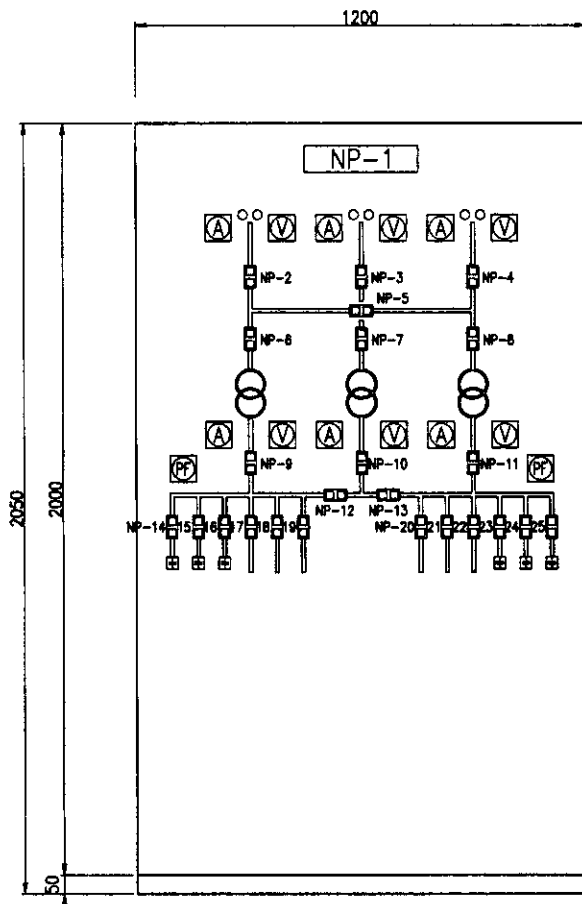 1200
NP-1
A V A V A V
NP-2 NP-3 NP-4
NP-5
NP-6 NP-7 NP-8
A V A V A V
PF NP-9 NP-10 NP-11 PF
NP-12 NP-13
NP-14 15 16 17 18 19 NP-20 21 22 23 24 25
2050
2000
50